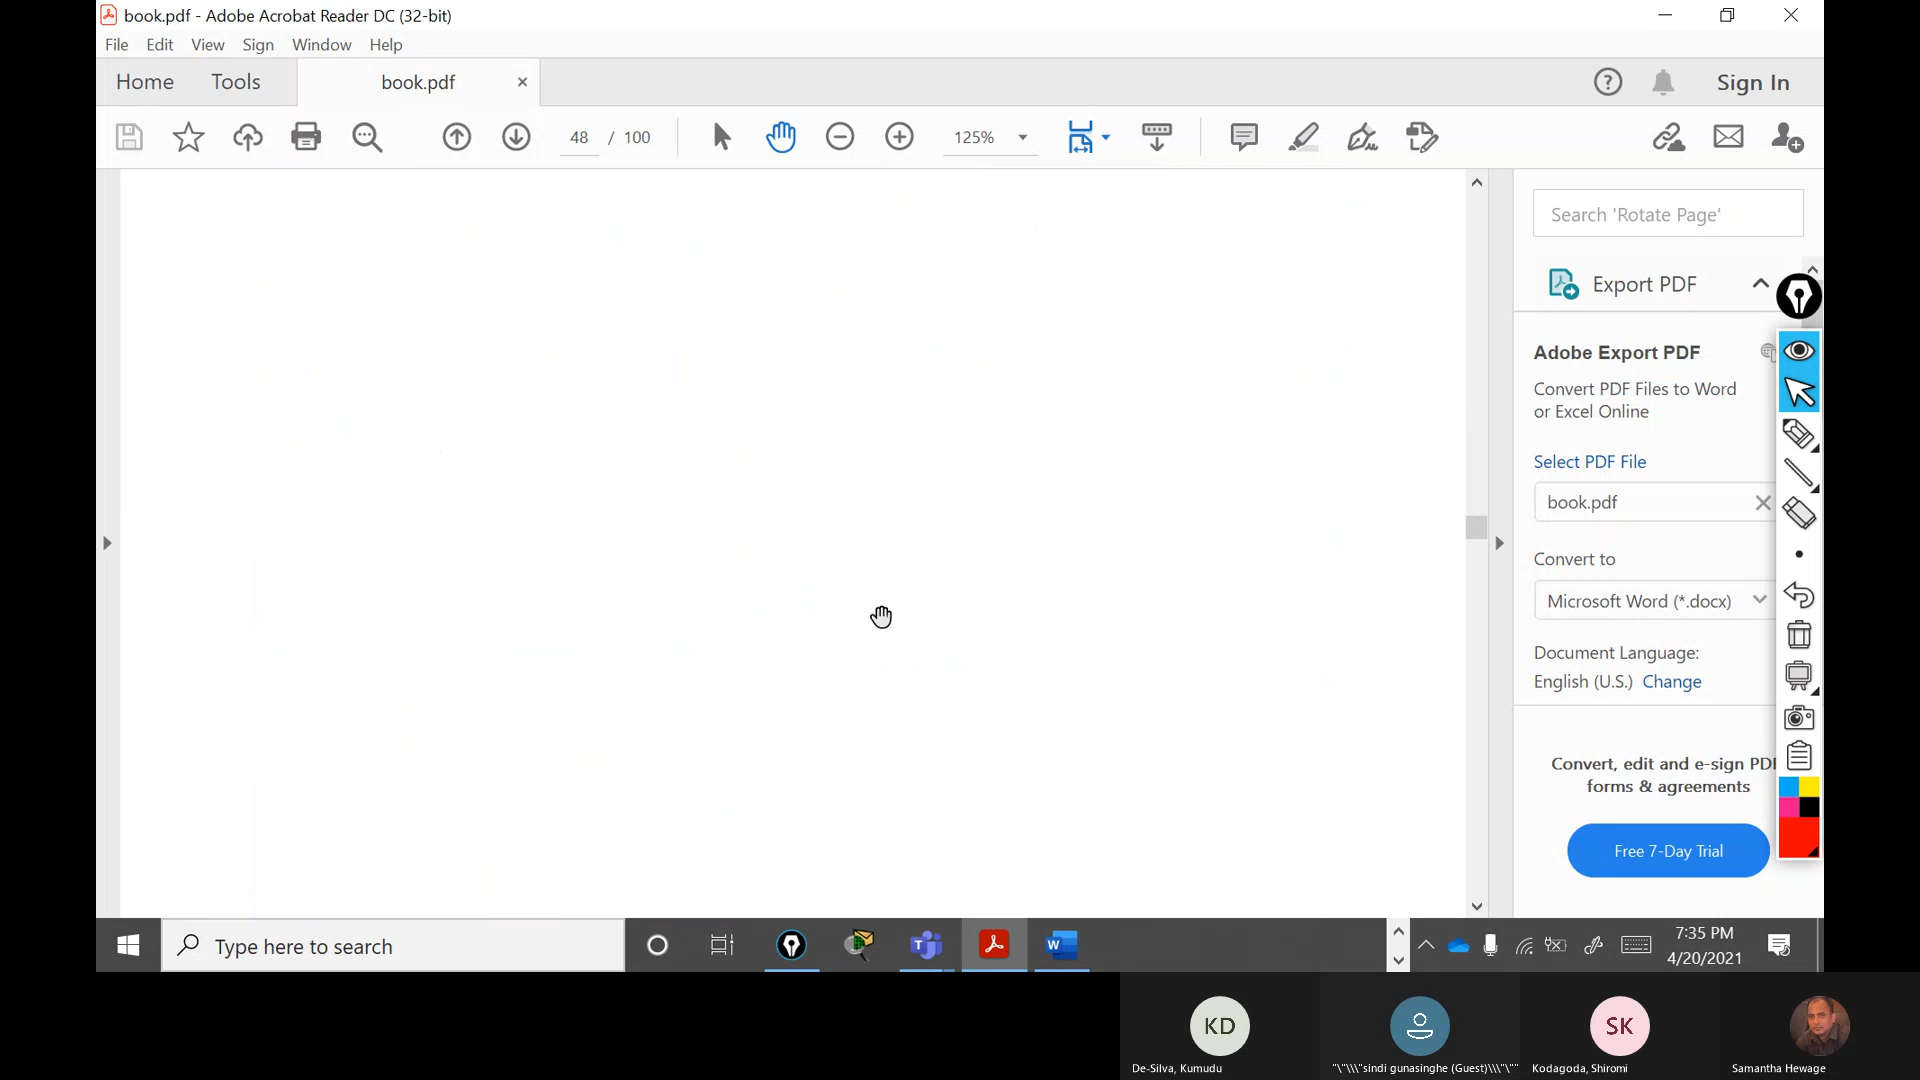 book.pdf - Adobe Acrobat Reader DC (32-bit)
File Edit View Sign Window Help
Home Tools book.pdf Sign In
48 / 100 125%
Search 'Rotate Page'
Export PDF
Adobe Export PDF
Convert PDF Files to Word
or Excel Online
Select PDF File
book.pdf
Convert to
Microsoft Word (*.docx)
Document Language:
English (U.S.) Change
Convert, edit and e-sign PD
forms & agreements
Free 7-Day Trial
Type here to search
7:35 PM
4/20/2021
KD
SK
De-Silva, Kumudu
"\"\\\"sindi gunasinghe (Guest)\\\"\""
Kodagoda, Shiromi
Samantha Hewage